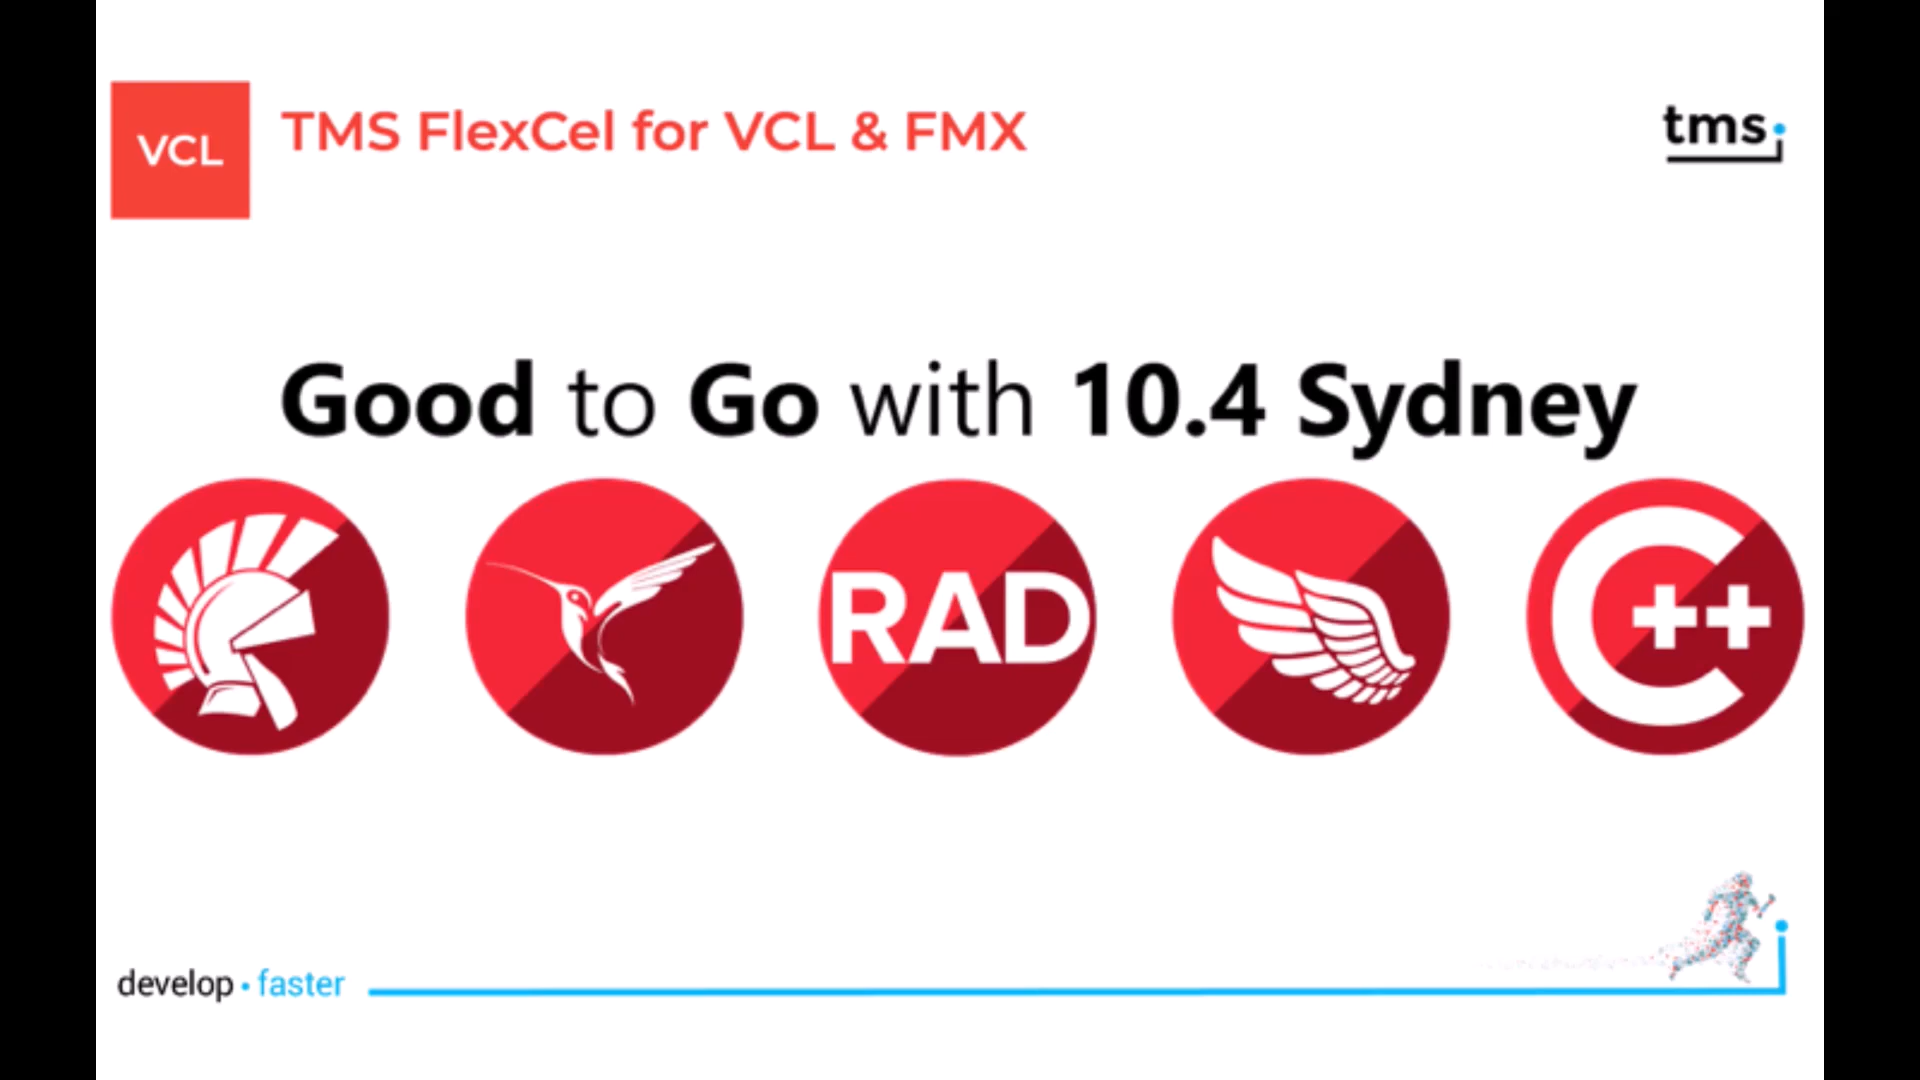 VCL
TMS FlexCel for VCL & FMX
tms;
Good to Go with 10.4 Sydney
RAD
C++
develop • faster